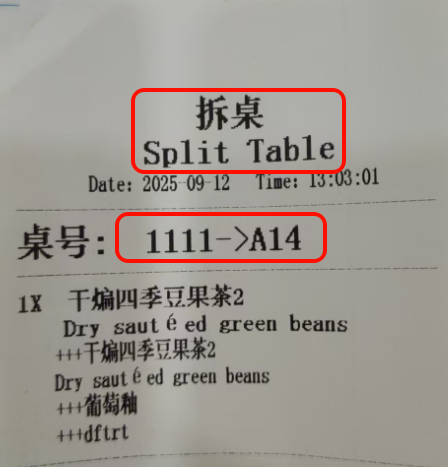 拆桌
Split Table
Date: 2025-09-12 Time: 13:03:01
桌号: 1111->A14
1X 干煸四季豆果茶2
Dry sautéed green beans
+++干煸四季豆果茶2
Dry sautéed green beans
+++葡萄釉
+++dftrt